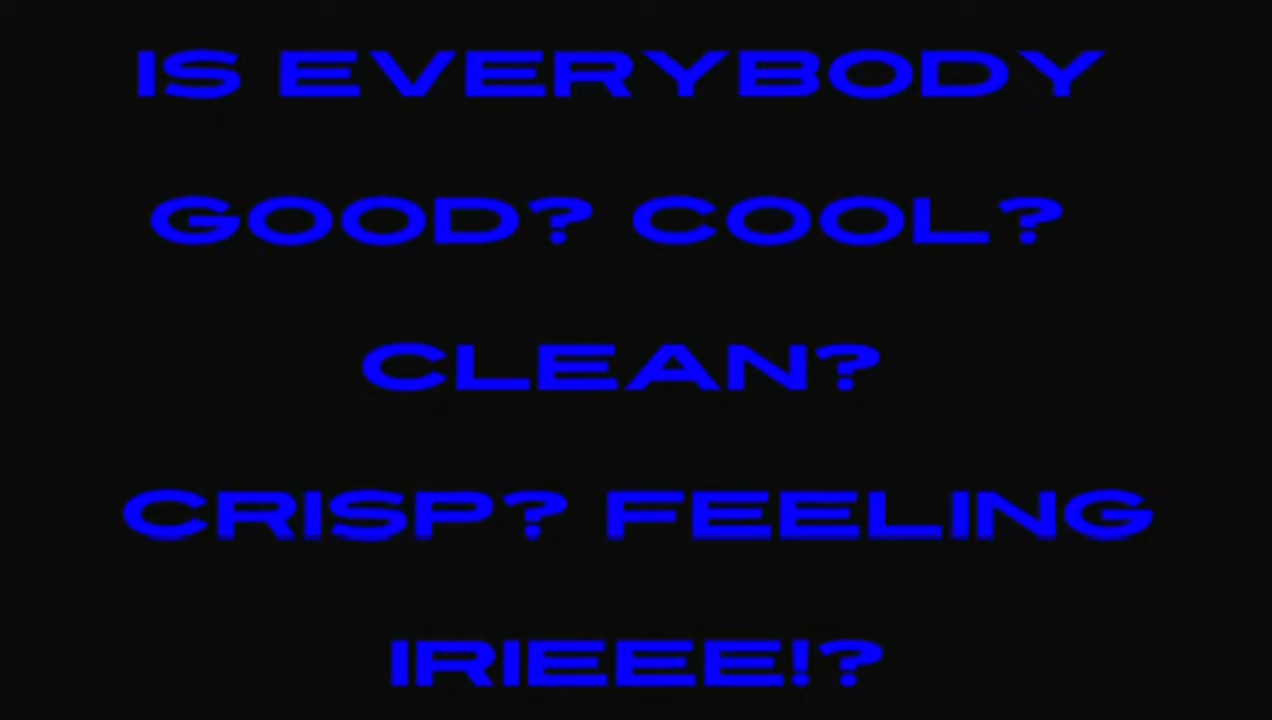 IS EVERYBODY
GOOD? COOL?
CLEAN?
CRISP? FEELING
IRIEEE!?